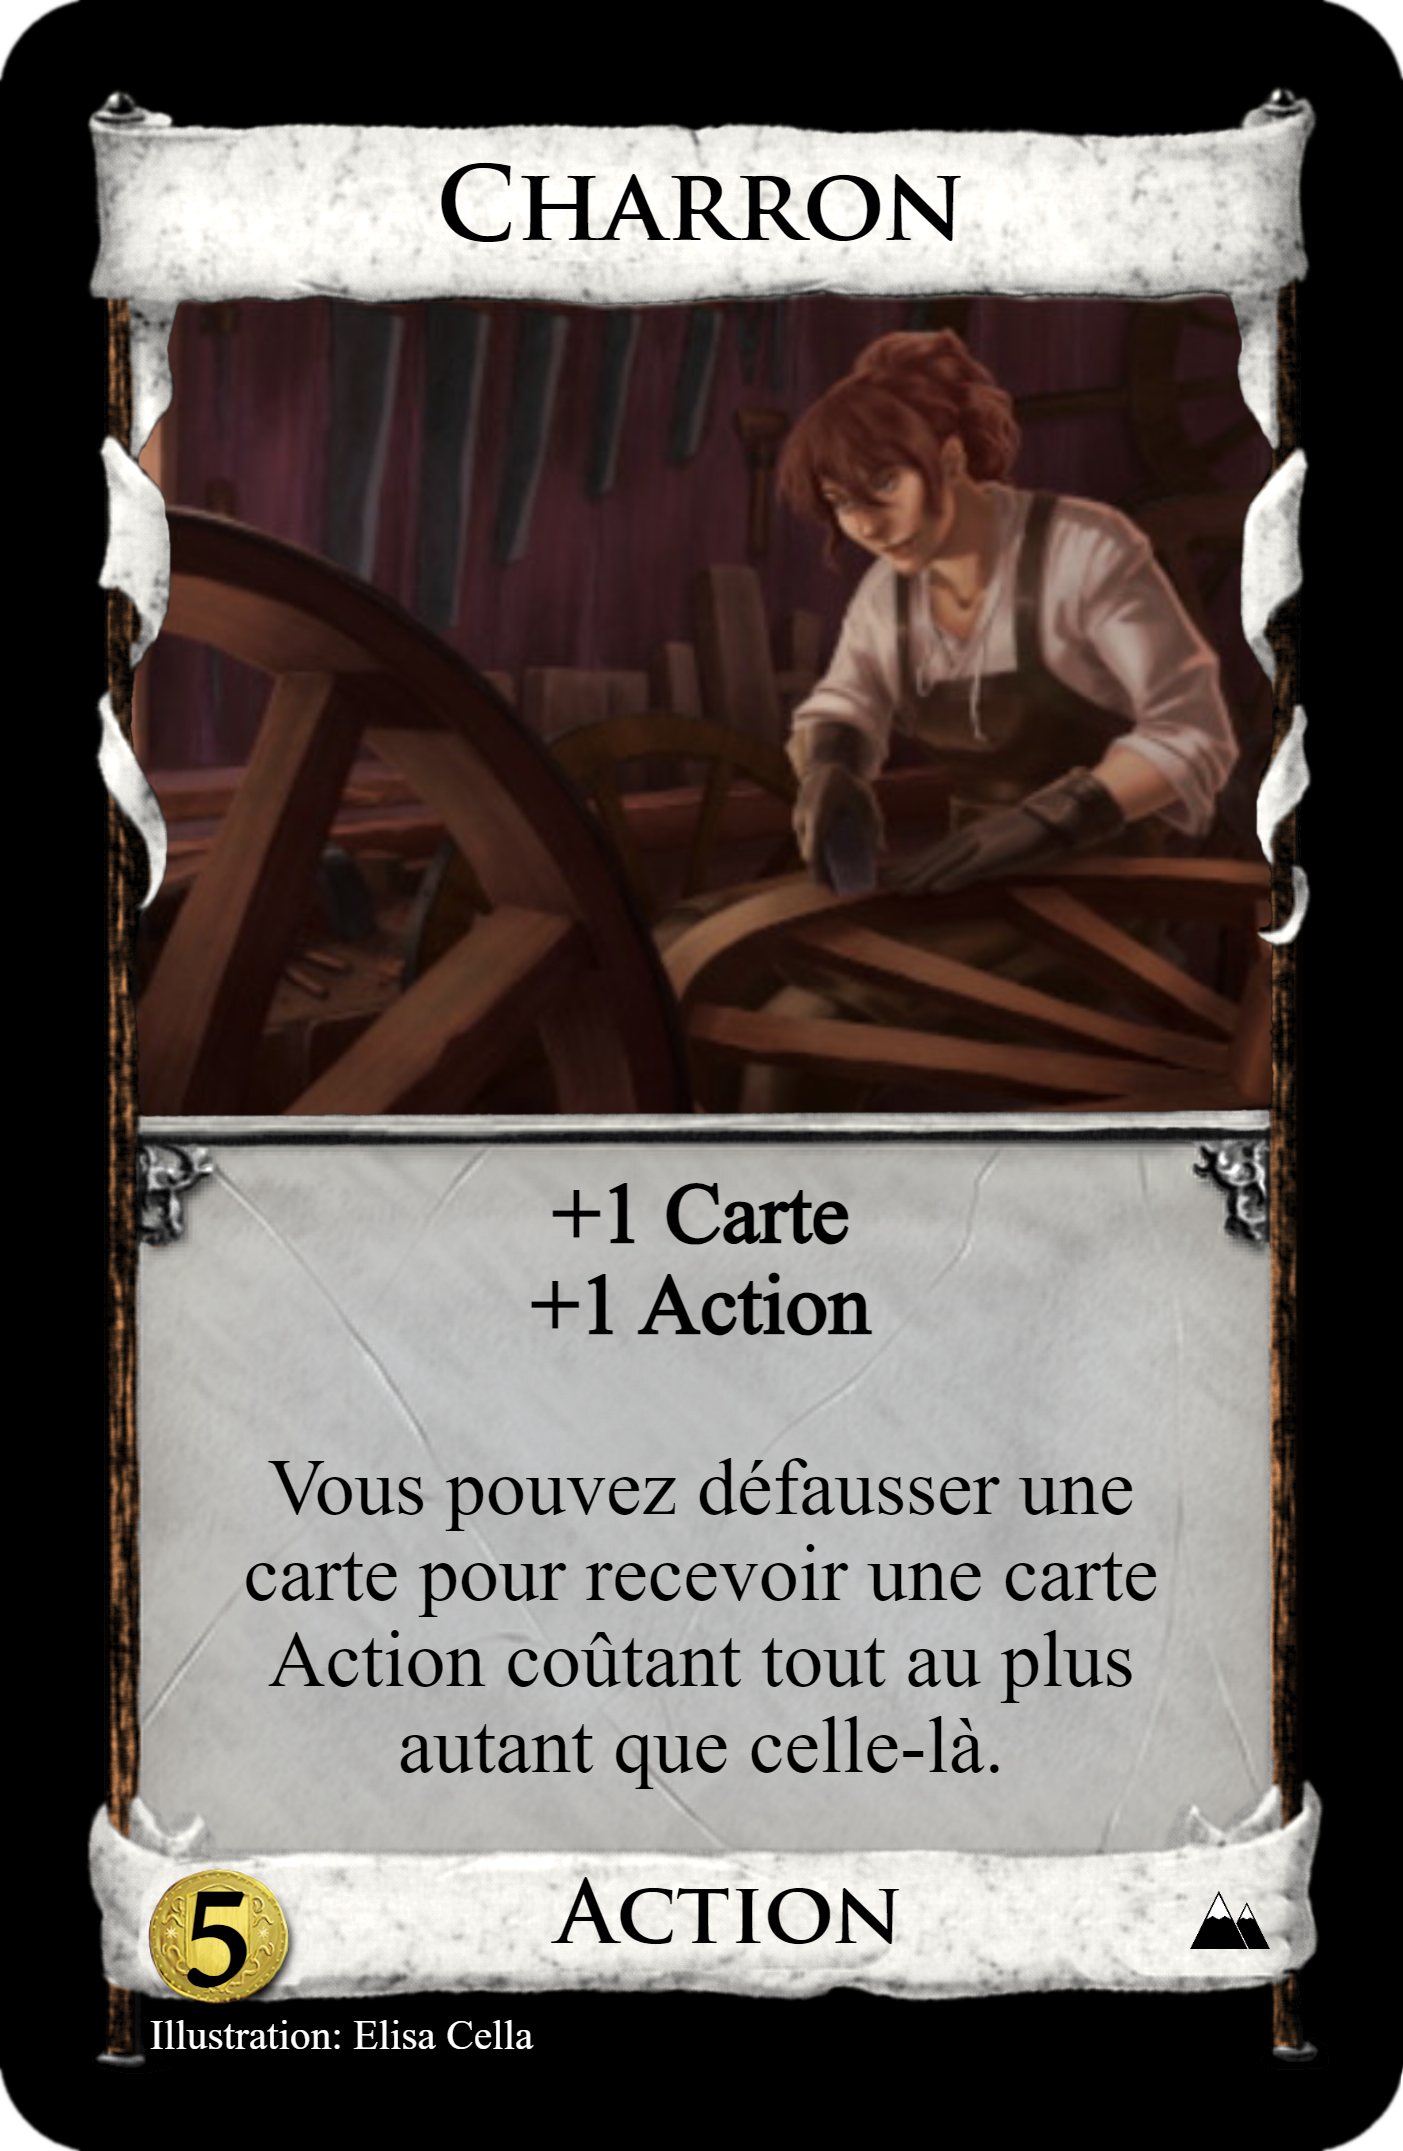 CHARRON
+1 Carte
+1 Action
Vous pouvez défausser une
carte pour recevoir une carte
Action coûtant tout au plus
autant que celle-là.
5
ACTION
Illustration: Elisa Cella